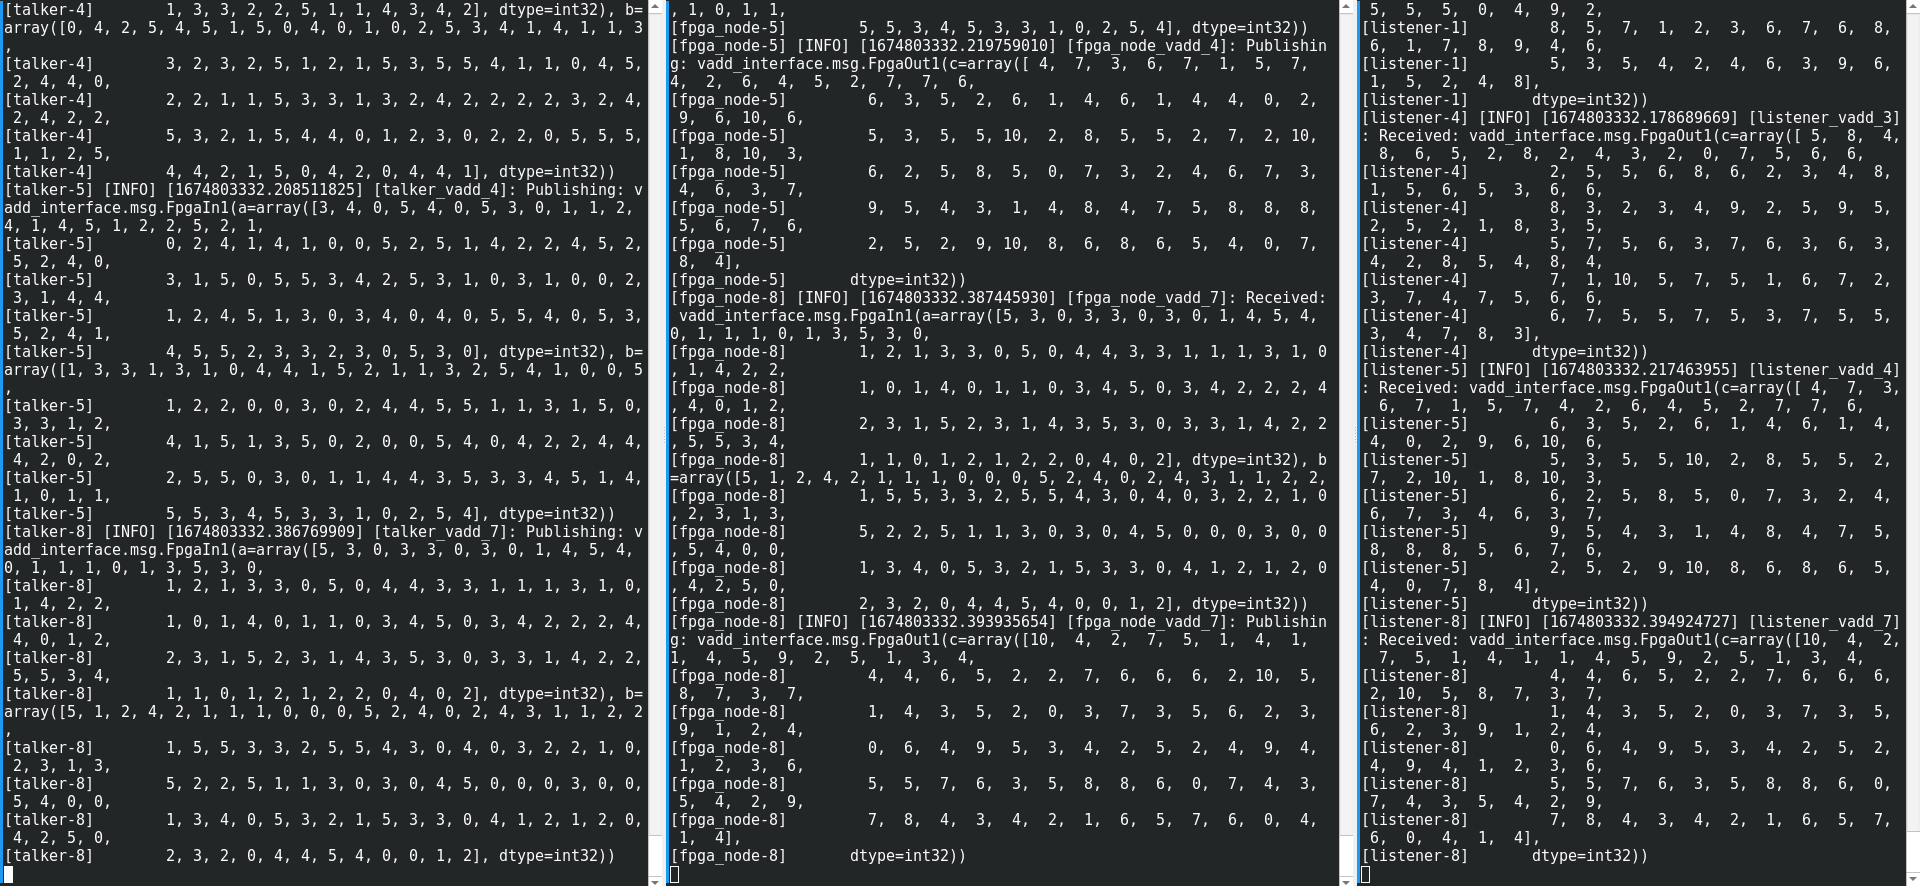 [talker-4]        1, 3, 3, 2, 2, 5, 1, 1, 4, 3, 4, 2], dtype=int32), b=
array([0, 4, 2, 5, 4, 5, 1, 5, 0, 4, 0, 1, 0, 2, 5, 3, 4, 1, 4, 1, 1, 3
,
[talker-4]        3, 2, 3, 2, 5, 1, 2, 1, 5, 3, 5, 5, 4, 1, 1, 0, 4, 5,
2, 4, 4, 0,
[talker-4]        2, 2, 1, 1, 5, 3, 3, 1, 3, 2, 4, 2, 2, 2, 2, 3, 2, 4,
2, 4, 2, 2,
[talker-4]        5, 3, 2, 1, 5, 4, 4, 0, 1, 2, 3, 0, 2, 2, 0, 5, 5, 5,
1, 1, 2, 5,
[talker-4]        4, 4, 2, 1, 5, 0, 4, 2, 0, 4, 4, 1], dtype=int32))
[talker-5] [INFO] [1674803332.208511825] [talker_vadd_4]: Publishing: v
add_interface.msg.FpgaIn1(a=array([3, 4, 0, 5, 4, 0, 5, 3, 0, 1, 1, 2,
4, 1, 4, 5, 1, 2, 2, 5, 2, 1,
[talker-5]        0, 2, 4, 1, 4, 1, 0, 0, 5, 2, 5, 1, 4, 2, 2, 4, 5, 2,
5, 2, 4, 0,
[talker-5]        3, 1, 5, 0, 5, 5, 3, 4, 2, 5, 3, 1, 0, 3, 1, 0, 0, 2,
3, 1, 4, 4,
[talker-5]        1, 2, 4, 5, 1, 3, 0, 3, 4, 0, 4, 0, 5, 5, 4, 0, 5, 3,
5, 2, 4, 1,
[talker-5]        4, 5, 5, 2, 3, 3, 2, 3, 0, 5, 3, 0], dtype=int32), b=
array([1, 3, 3, 1, 3, 1, 0, 4, 4, 1, 5, 2, 1, 1, 3, 2, 5, 4, 1, 0, 0, 5
,
[talker-5]        1, 2, 2, 0, 0, 3, 0, 2, 4, 4, 5, 5, 1, 1, 3, 1, 5, 0,
3, 3, 1, 2,
[talker-5]        4, 1, 5, 1, 3, 5, 0, 2, 0, 0, 5, 4, 0, 4, 2, 2, 4, 4,
4, 2, 0, 2,
[talker-5]        2, 5, 5, 0, 3, 0, 1, 1, 4, 4, 3, 5, 3, 3, 4, 5, 1, 4,
1, 0, 1, 1,
[talker-5]        5, 5, 3, 4, 5, 3, 3, 1, 0, 2, 5, 4], dtype=int32))
[talker-8] [INFO] [1674803332.386769909] [talker_vadd_7]: Publishing: v
add_interface.msg.FpgaIn1(a=array([5, 3, 0, 3, 3, 0, 3, 0, 1, 4, 5, 4,
0, 1, 1, 1, 0, 1, 3, 5, 3, 0,
[talker-8]        1, 2, 1, 3, 3, 0, 5, 0, 4, 4, 3, 3, 1, 1, 1, 3, 1, 0,
1, 4, 2, 2,
[talker-8]        1, 0, 1, 4, 0, 1, 1, 0, 3, 4, 5, 0, 3, 4, 2, 2, 2, 4,
4, 0, 1, 2,
[talker-8]        2, 3, 1, 5, 2, 3, 1, 4, 3, 5, 3, 0, 3, 3, 1, 4, 2, 2,
5, 5, 3, 4,
[talker-8]        1, 1, 0, 1, 2, 1, 2, 2, 0, 4, 0, 2], dtype=int32), b=
array([5, 1, 2, 4, 2, 1, 1, 1, 0, 0, 0, 5, 2, 4, 0, 2, 4, 3, 1, 1, 2, 2
,
[talker-8]        1, 5, 5, 3, 3, 2, 5, 5, 4, 3, 0, 4, 0, 3, 2, 2, 1, 0,
2, 3, 1, 3,
[talker-8]        5, 2, 2, 5, 1, 1, 3, 0, 3, 0, 4, 5, 0, 0, 0, 3, 0, 0,
5, 4, 0, 0,
[talker-8]        1, 3, 4, 0, 5, 3, 2, 1, 5, 3, 3, 0, 4, 1, 2, 1, 2, 0,
4, 2, 5, 0,
[talker-8]        2, 3, 2, 0, 4, 4, 5, 4, 0, 0, 1, 2], dtype=int32))
, 1, 0, 1, 1,
[fpga_node-5]        5, 5, 3, 4, 5, 3, 3, 1, 0, 2, 5, 4], dtype=int32))
[fpga_node-5] [INFO] [1674803332.219759010] [fpga_node_vadd_4]: Publishin
g: vadd_interface.msg.FpgaOut1(c=array([ 4,  7,  3,  6,  7,  1,  5,  7,
4,  2,  6,  4,  5,  2,  7,  7,  6,
[fpga_node-5]         6,  3,  5,  2,  6,  1,  4,  6,  1,  4,  4,  0,  2,
9,  6, 10,  6,
[fpga_node-5]         5,  3,  5,  5, 10,  2,  8,  5,  5,  2,  7,  2, 10,
1,  8, 10,  3,
[fpga_node-5]         6,  2,  5,  8,  5,  0,  7,  3,  2,  4,  6,  7,  3,
4,  6,  3,  7,
[fpga_node-5]         9,  5,  4,  3,  1,  4,  8,  4,  7,  5,  8,  8,  8,
5,  6,  7,  6,
[fpga_node-5]         2,  5,  2,  9, 10,  8,  6,  8,  6,  5,  4,  0,  7,
8,  4],
[fpga_node-5]       dtype=int32))
[fpga_node-8] [INFO] [1674803332.387445930] [fpga_node_vadd_7]: Received:
vadd_interface.msg.FpgaIn1(a=array([5, 3, 0, 3, 3, 0, 3, 0, 1, 4, 5, 4,
0, 1, 1, 1, 0, 1, 3, 5, 3, 0,
[fpga_node-8]        1, 2, 1, 3, 3, 0, 5, 0, 4, 4, 3, 3, 1, 1, 1, 3, 1, 0
, 1, 4, 2, 2,
[fpga_node-8]        1, 0, 1, 4, 0, 1, 1, 0, 3, 4, 5, 0, 3, 4, 2, 2, 2, 4
, 4, 0, 1, 2,
[fpga_node-8]        2, 3, 1, 5, 2, 3, 1, 4, 3, 5, 3, 0, 3, 3, 1, 4, 2, 2
, 5, 5, 3, 4,
[fpga_node-8]        1, 1, 0, 1, 2, 1, 2, 2, 0, 4, 0, 2], dtype=int32), b
=array([5, 1, 2, 4, 2, 1, 1, 1, 0, 0, 0, 5, 2, 4, 0, 2, 4, 3, 1, 1, 2, 2,
[fpga_node-8]        1, 5, 5, 3, 3, 2, 5, 5, 4, 3, 0, 4, 0, 3, 2, 2, 1, 0
, 2, 3, 1, 3,
[fpga_node-8]        5, 2, 2, 5, 1, 1, 3, 0, 3, 0, 4, 5, 0, 0, 0, 3, 0, 0
, 5, 4, 0, 0,
[fpga_node-8]        1, 3, 4, 0, 5, 3, 2, 1, 5, 3, 3, 0, 4, 1, 2, 1, 2, 0
, 4, 2, 5, 0,
[fpga_node-8]        2, 3, 2, 0, 4, 4, 5, 4, 0, 0, 1, 2], dtype=int32))
[fpga_node-8] [INFO] [1674803332.393935654] [fpga_node_vadd_7]: Publishin
g: vadd_interface.msg.FpgaOut1(c=array([10,  4,  2,  7,  5,  1,  4,  1,
1,  4,  5,  9,  2,  5,  1,  3,  4,
[fpga_node-8]         4,  4,  6,  5,  2,  2,  7,  6,  6,  6,  2, 10,  5,
8,  7,  3,  7,
[fpga_node-8]         1,  4,  3,  5,  2,  0,  3,  7,  3,  5,  6,  2,  3,
9,  1,  2,  4,
[fpga_node-8]         0,  6,  4,  9,  5,  3,  4,  2,  5,  2,  4,  9,  4,
1,  2,  3,  6,
[fpga_node-8]         5,  5,  7,  6,  3,  5,  8,  8,  6,  0,  7,  4,  3,
5,  4,  2,  9,
[fpga_node-8]         7,  8,  4,  3,  4,  2,  1,  6,  5,  7,  6,  0,  4,
1,  4],
[fpga_node-8]       dtype=int32))
5,  5,  5,  0,  4,  9,  2,
[listener-1]         8,  5,  7,  1,  2,  3,  6,  7,  6,  8,
6,  1,  7,  8,  9,  4,  6,
[listener-1]         5,  3,  5,  4,  2,  4,  6,  3,  9,  6,
1,  5,  2,  4,  8],
[listener-1]       dtype=int32))
[listener-4] [INFO] [1674803332.178689669] [listener_vadd_3]
: Received: vadd_interface.msg.FpgaOut1(c=array([ 5,  8,  4,
8,  6,  5,  2,  8,  2,  4,  3,  2,  0,  7,  5,  6,  6,
[listener-4]         2,  5,  5,  6,  8,  6,  2,  3,  4,  8,
1,  5,  6,  5,  3,  6,  6,
[listener-4]         8,  3,  2,  3,  4,  9,  2,  5,  9,  5,
2,  5,  2,  1,  8,  3,  5,
[listener-4]         5,  7,  5,  6,  3,  7,  6,  3,  6,  3,
4,  2,  8,  5,  4,  8,  4,
[listener-4]         7,  1, 10,  5,  7,  5,  1,  6,  7,  2,
3,  7,  4,  7,  5,  6,  6,
[listener-4]         6,  7,  5,  5,  7,  5,  3,  7,  5,  5,
3,  4,  7,  8,  3],
[listener-4]       dtype=int32))
[listener-5] [INFO] [1674803332.217463955] [listener_vadd_4]
: Received: vadd_interface.msg.FpgaOut1(c=array([ 4,  7,  3,
6,  7,  1,  5,  7,  4,  2,  6,  4,  5,  2,  7,  7,  6,
[listener-5]         6,  3,  5,  2,  6,  1,  4,  6,  1,  4,
4,  0,  2,  9,  6, 10,  6,
[listener-5]         5,  3,  5,  5, 10,  2,  8,  5,  5,  2,
7,  2, 10,  1,  8, 10,  3,
[listener-5]         6,  2,  5,  8,  5,  0,  7,  3,  2,  4,
6,  7,  3,  4,  6,  3,  7,
[listener-5]         9,  5,  4,  3,  1,  4,  8,  4,  7,  5,
8,  8,  8,  5,  6,  7,  6,
[listener-5]         2,  5,  2,  9, 10,  8,  6,  8,  6,  5,
4,  0,  7,  8,  4],
[listener-5]       dtype=int32))
[listener-8] [INFO] [1674803332.394924727] [listener_vadd_7]
: Received: vadd_interface.msg.FpgaOut1(c=array([10,  4,  2,
7,  5,  1,  4,  1,  1,  4,  5,  9,  2,  5,  1,  3,  4,
[listener-8]         4,  4,  6,  5,  2,  2,  7,  6,  6,  6,
2, 10,  5,  8,  7,  3,  7,
[listener-8]         1,  4,  3,  5,  2,  0,  3,  7,  3,  5,
6,  2,  3,  9,  1,  2,  4,
[listener-8]         0,  6,  4,  9,  5,  3,  4,  2,  5,  2,
4,  9,  4,  1,  2,  3,  6,
[listener-8]         5,  5,  7,  6,  3,  5,  8,  8,  6,  0,
7,  4,  3,  5,  4,  2,  9,
[listener-8]         7,  8,  4,  3,  4,  2,  1,  6,  5,  7,
6,  0,  4,  1,  4],
[listener-8]       dtype=int32))